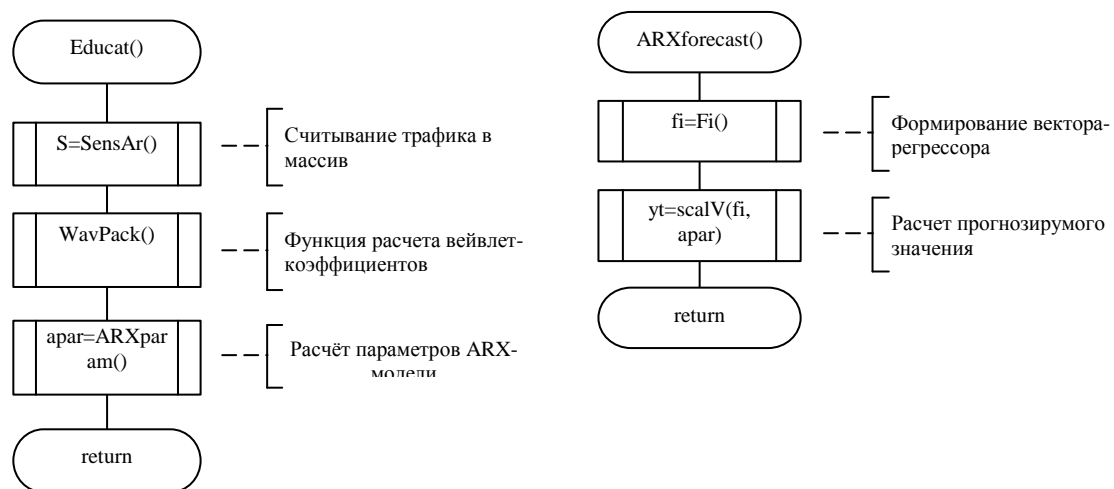 Educat()
S=SensAr()
Считывание трафика в
массив
WavPack()
Функция расчета вейвлет-
коэффициентов
apar=ARXpar
am()
Расчёт параметров ARX-
модели
return
ARXforecast()
fi=Fi()
Формирование вектора-
регрессора
yt=scalV(fi,
apar)
Расчет прогнозирумого
значения
return